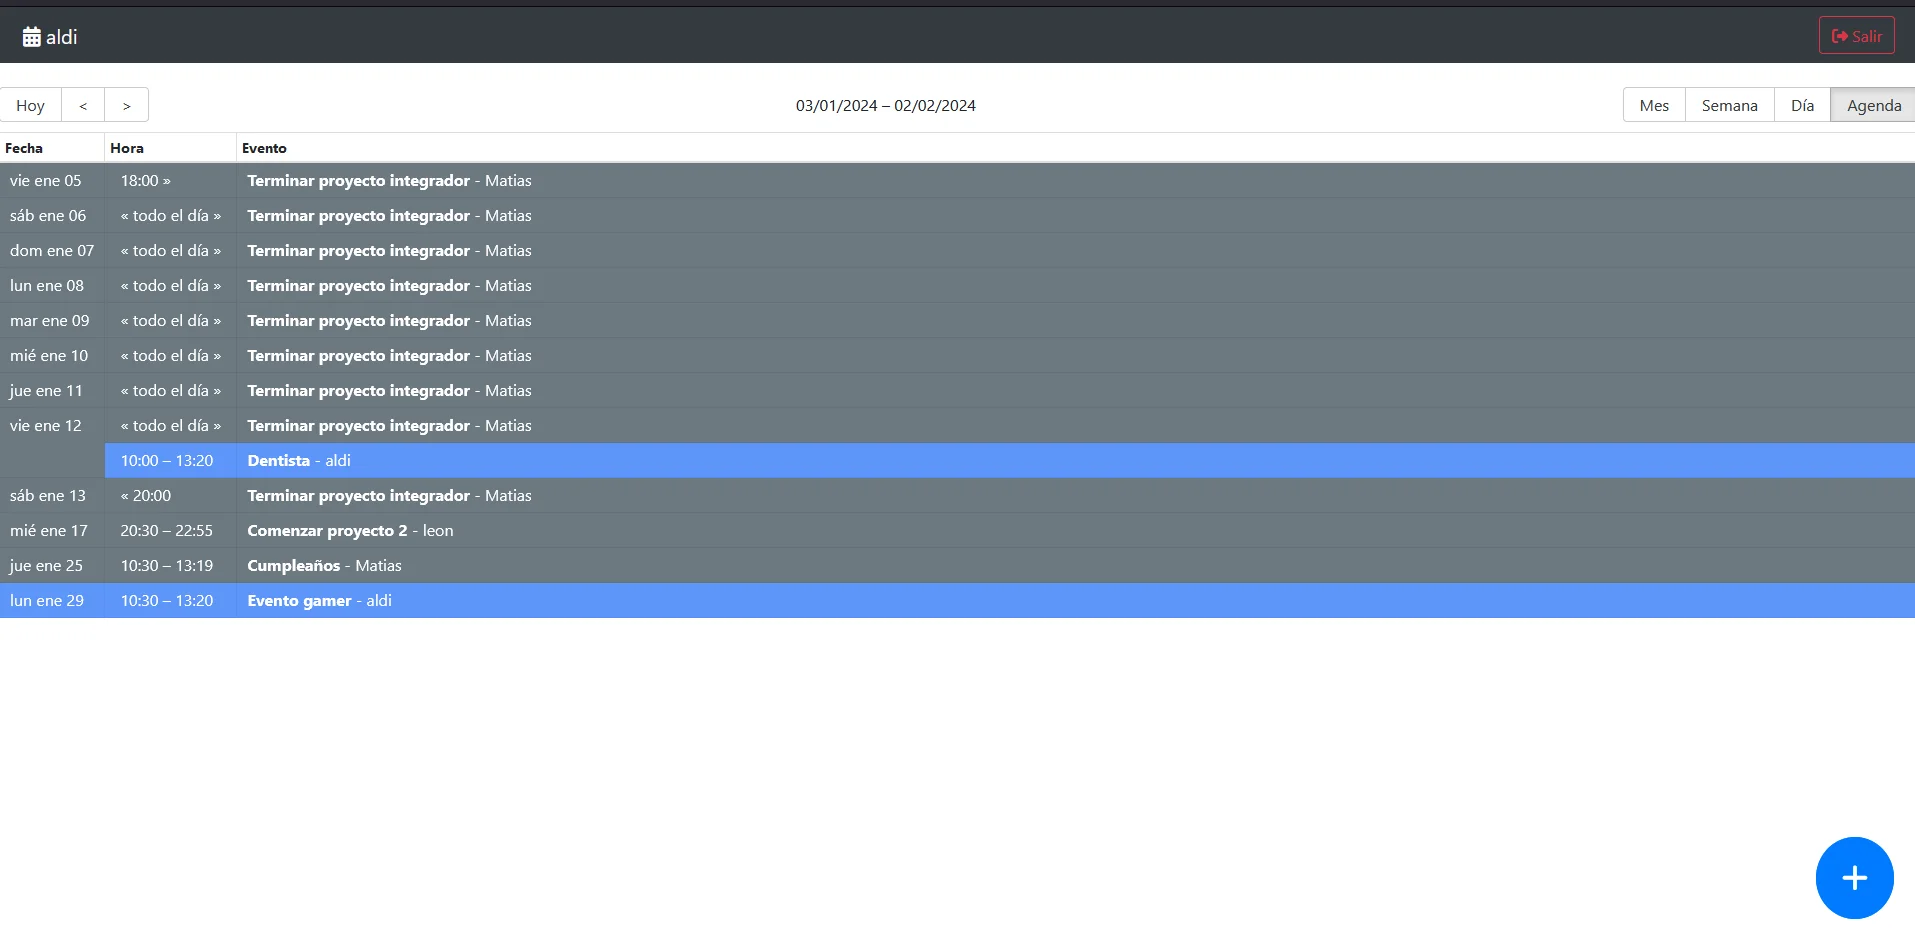 aldi
Salir
Hoy < > 03/01/2024 – 02/02/2024 Mes Semana Día Agenda
Fecha Hora Evento
vie ene 05 18:00 » Terminar proyecto integrador - Matias
sáb ene 06 « todo el día » Terminar proyecto integrador - Matias
dom ene 07 « todo el día » Terminar proyecto integrador - Matias
lun ene 08 « todo el día » Terminar proyecto integrador - Matias
mar ene 09 « todo el día » Terminar proyecto integrador - Matias
mié ene 10 « todo el día » Terminar proyecto integrador - Matias
jue ene 11 « todo el día » Terminar proyecto integrador - Matias
vie ene 12 « todo el día » Terminar proyecto integrador - Matias
10:00 – 13:20 Dentista - aldi
sáb ene 13 « 20:00 Terminar proyecto integrador - Matias
mié ene 17 20:30 – 22:55 Comenzar proyecto 2 - leon
jue ene 25 10:30 – 13:19 Cumpleaños - Matias
lun ene 29 10:30 – 13:20 Evento gamer - aldi
+